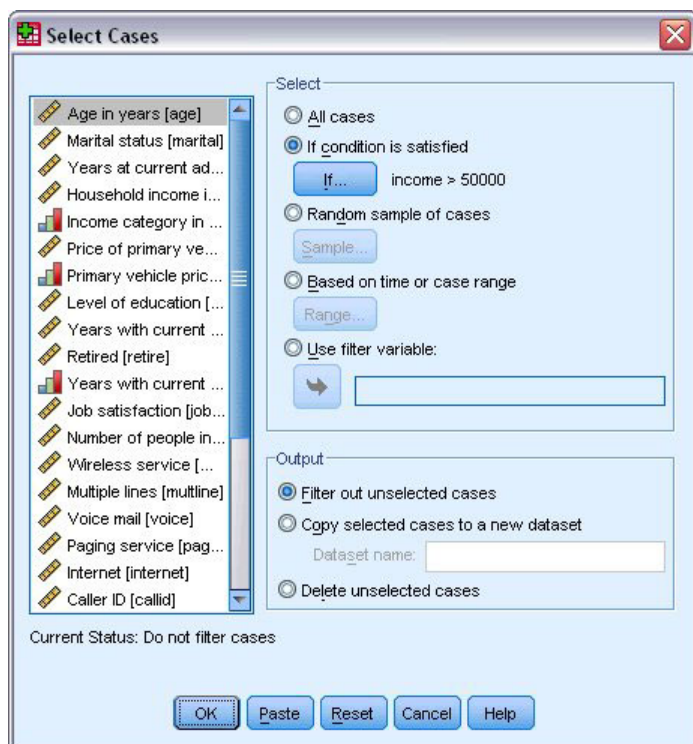 Select Cases
Age in years [age]
Marital status [marital]
Years at current ad...
Household income i...
Income category in ...
Price of primary ve...
Primary vehicle pric...
Level of education [...
Years with current ...
Retired [retire]
Years with current ...
Job satisfaction [job...
Number of people in...
Wireless service [...
Multiple lines [multline]
Voice mail [voice]
Paging service [pag...
Internet [internet]
Caller ID [callid]
Current Status: Do not filter cases
Select
All cases
If condition is satisfied
If... income > 50000
Random sample of cases
Sample...
Based on time or case range
Range...
Use filter variable:
Output
Filter out unselected cases
Copy selected cases to a new dataset
Dataset name:
Delete unselected cases
OK Paste Reset Cancel Help